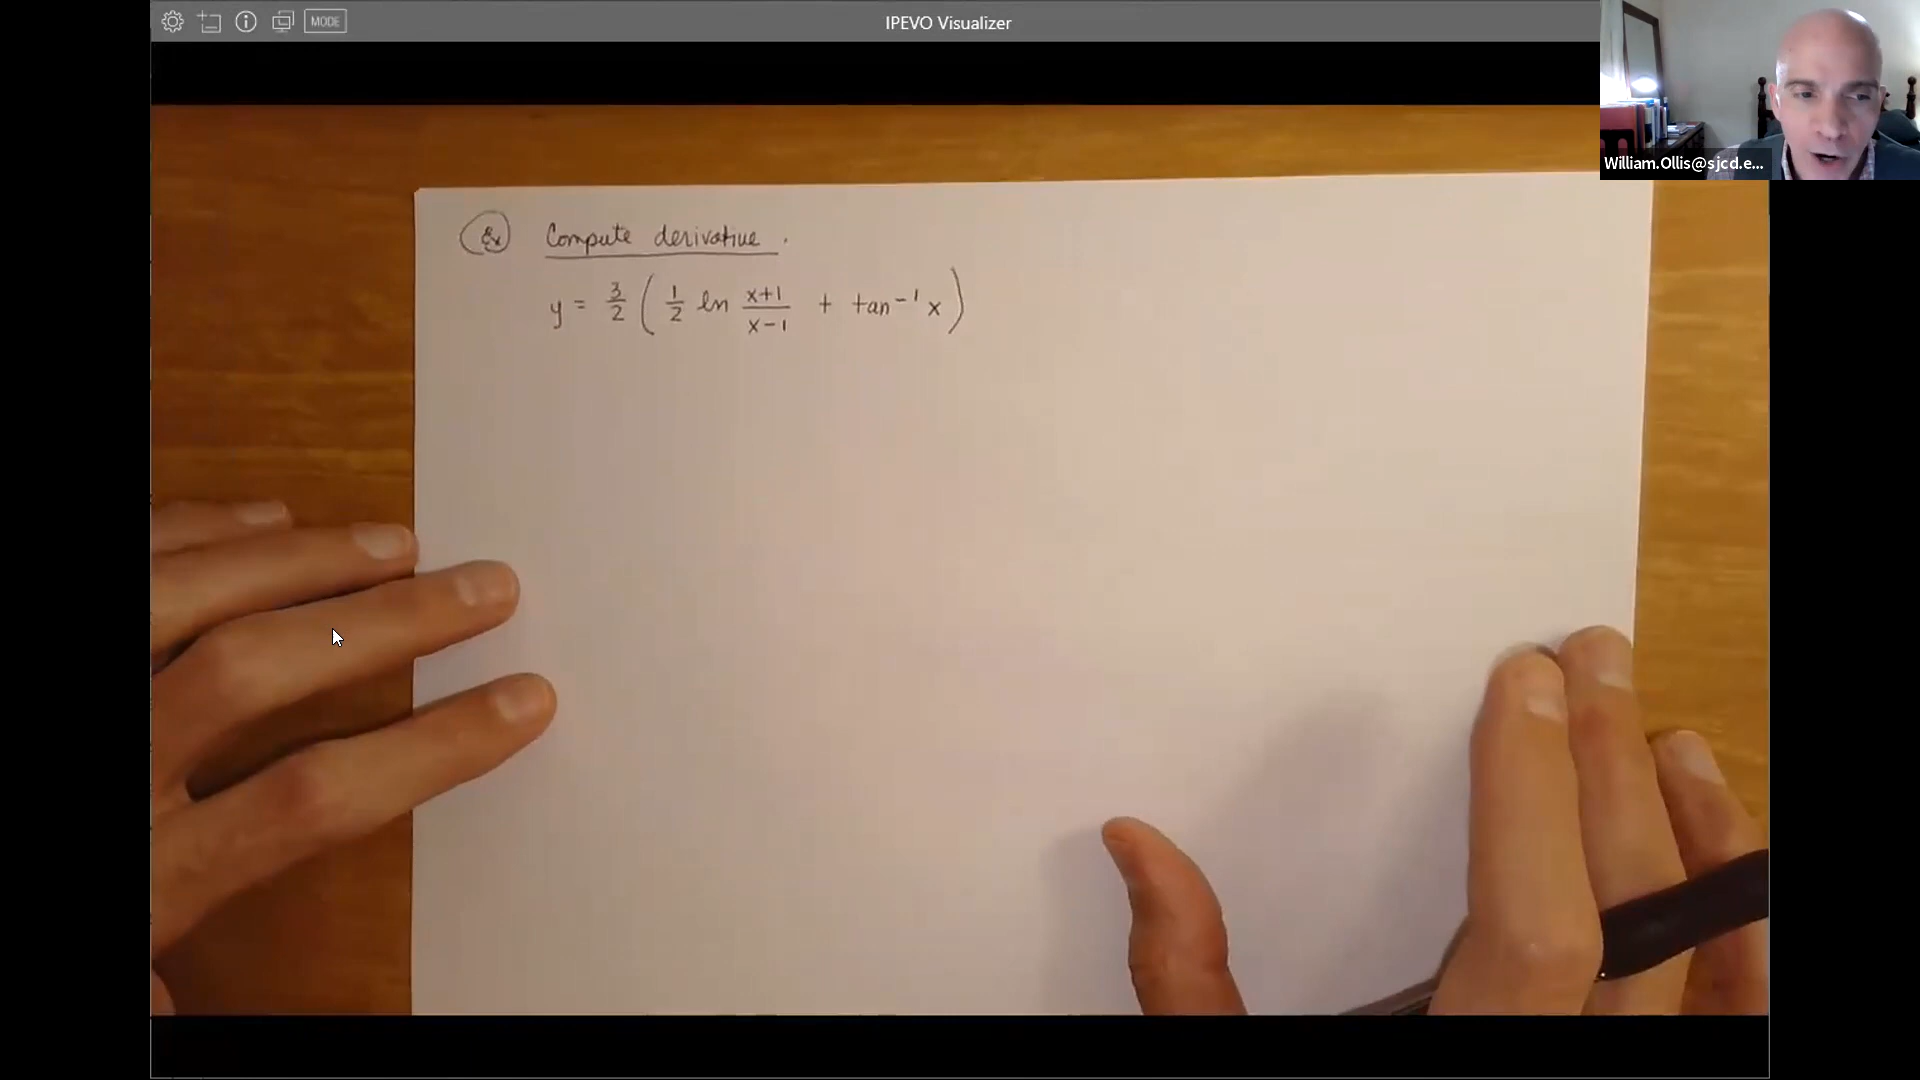 MODE
IPEVO Visualizer
William.Ollis@sjcd.e...
Ex Compute derivative.
y = 3/2 ( 1/2 ln x+1/x-1 + tan⁻¹ x )